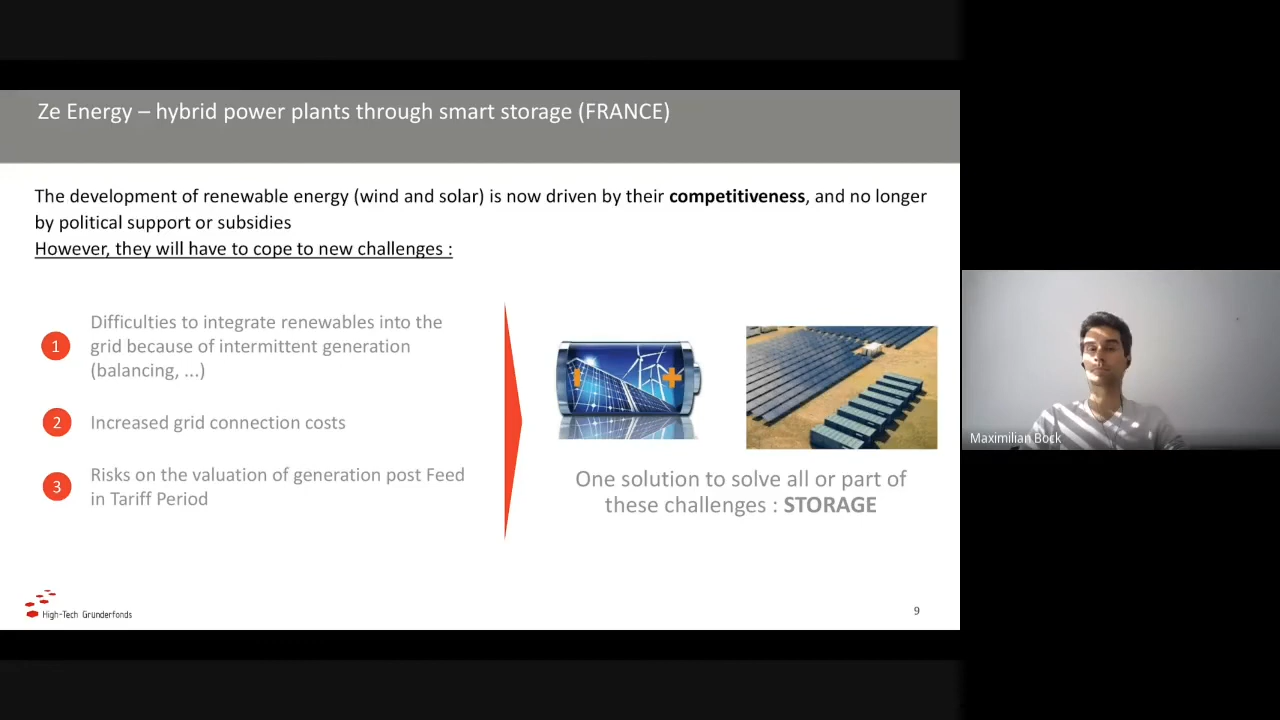 Ze Energy – hybrid power plants through smart storage (FRANCE)
The development of renewable energy (wind and solar) is now driven by their competitiveness, and no longer
by political support or subsidies
However, they will have to cope to new challenges :
1
Difficulties to integrate renewables into the
grid because of intermittent generation
(balancing, ...)
2
Increased grid connection costs
3
Risks on the valuation of generation post Feed
in Tariff Period
One solution to solve all or part of
these challenges : STORAGE
High-Tech Grunderfonds
9
Maximilian Bock